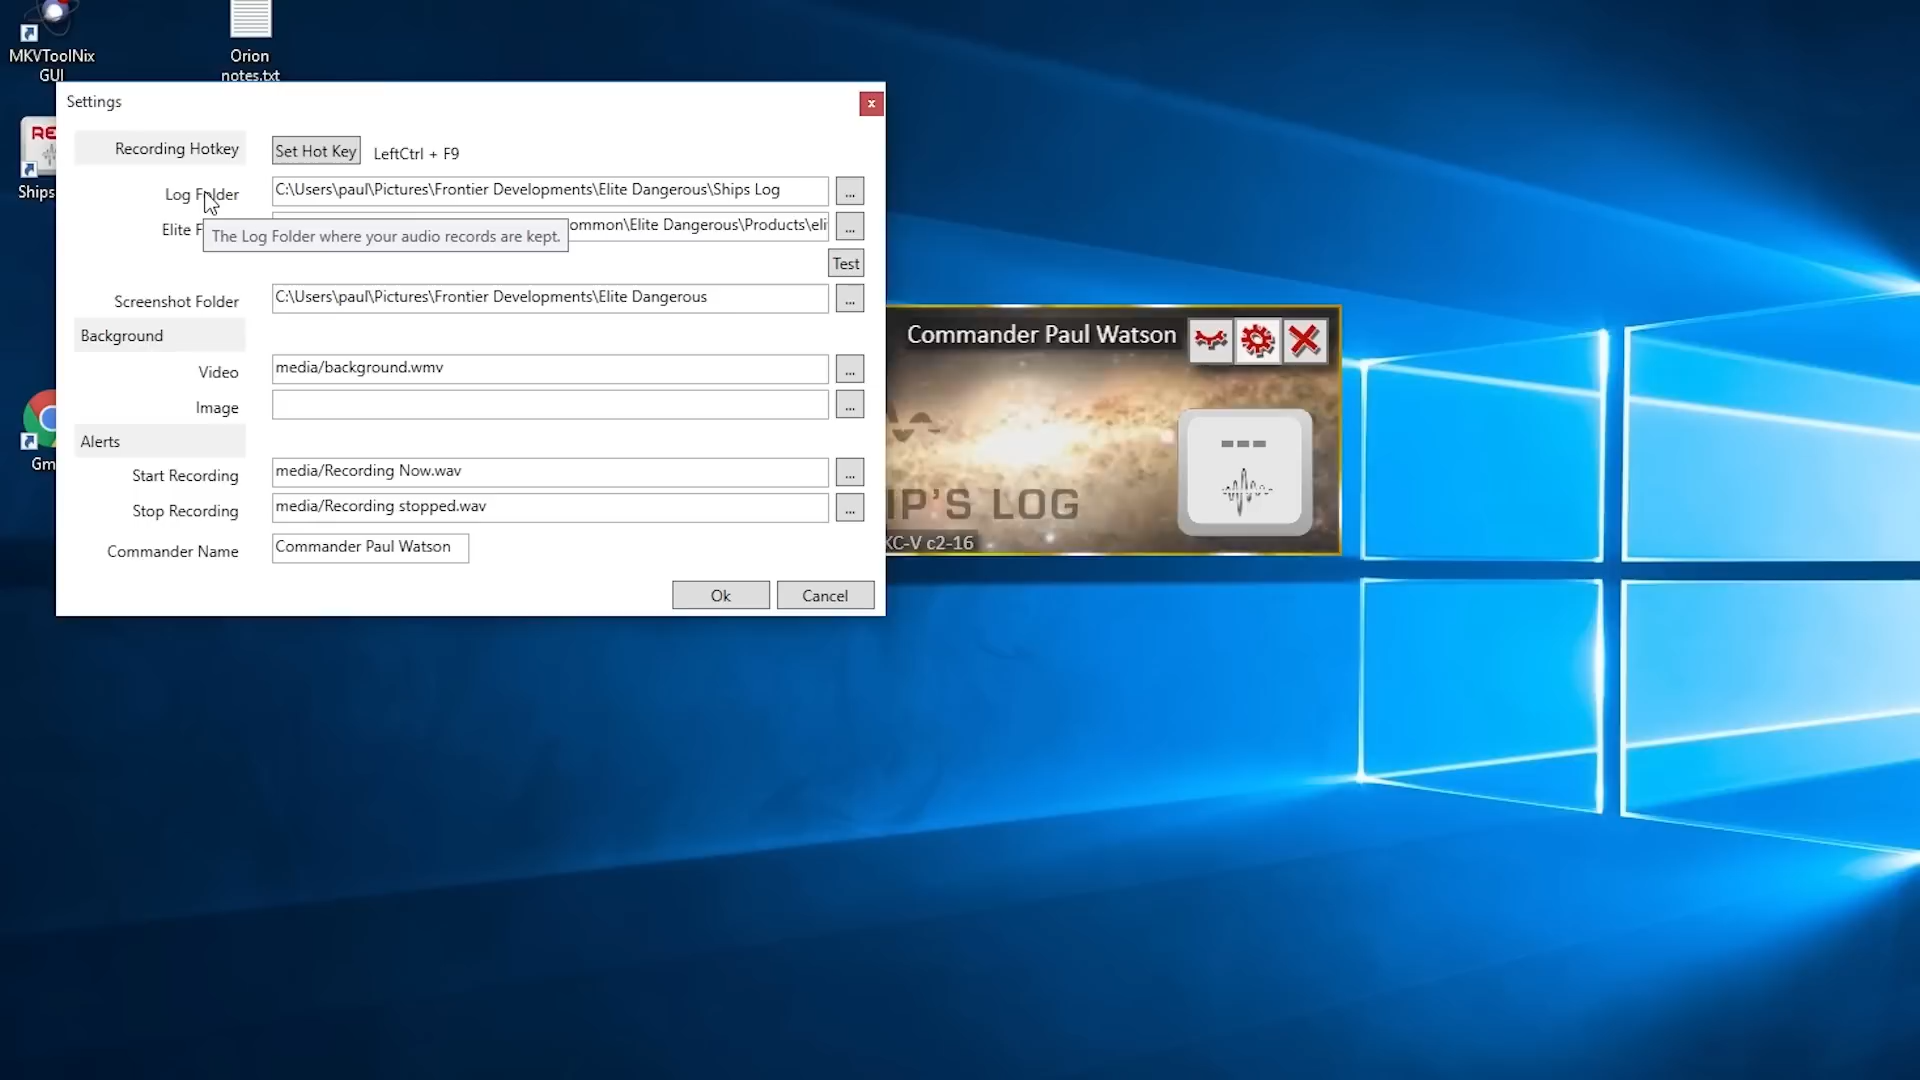 MKVToolNix
GUI
Orion
notes.txt
Ships
Settings
x
Recording Hotkey
Set Hot Key
LeftCtrl + F9
Log Folder
C:\Users\paul\Pictures\Frontier Developments\Elite Dangerous\Ships Log
...
Elite F
ommon\Elite Dangerous\Products\eli
...
The Log Folder where your audio records are kept.
Test
Screenshot Folder
C:\Users\paul\Pictures\Frontier Developments\Elite Dangerous
...
Background
Video
media/background.wmv
...
Image
...
Alerts
Start Recording
media/Recording Now.wav
...
Stop Recording
media/Recording stopped.wav
...
Commander Name
Commander Paul Watson
Ok
Cancel
Commander Paul Watson
IP'S LOG
KC-V c2-16
RE
Gm